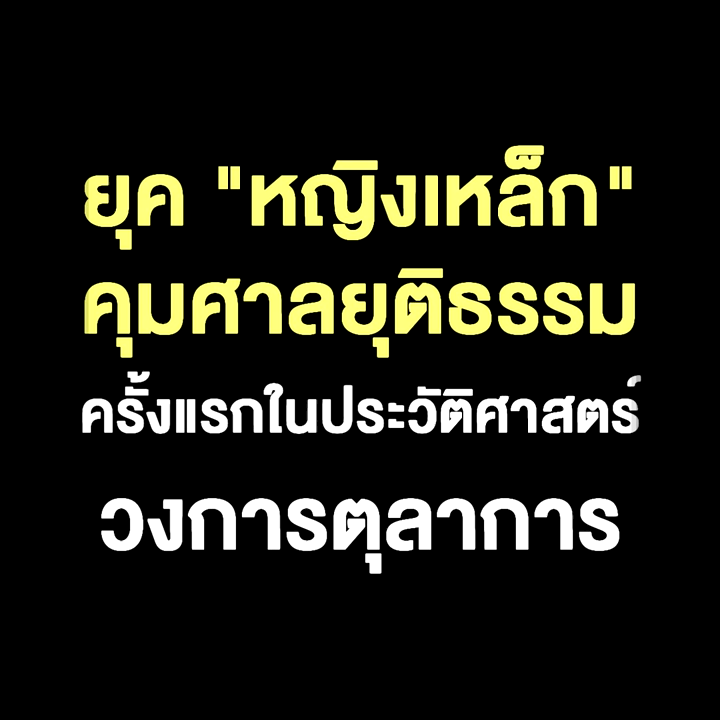 ยุค "หญิงเหล็ก"
คุมศาลยุติธรรม
ครั้งแรกในประวัติศาสตร์
วงการตุลาการ